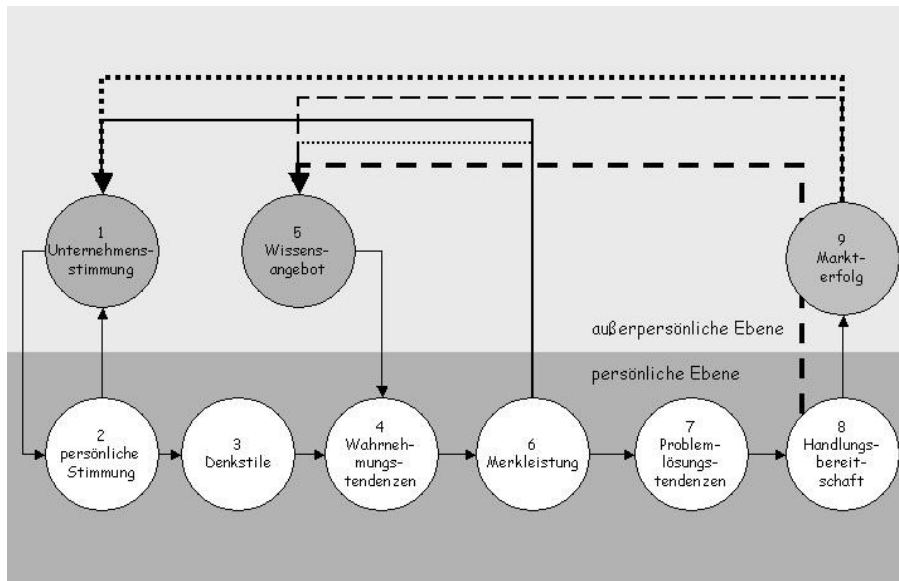 1
Unternehmens-
stimmung
5
Wissens-
angebot
9
Markt-
erfolg
außerpersönliche Ebene
persönliche Ebene
2
persönliche
Stimmung
3
Denkstile
4
Wahrneh-
mungs-
tendenzen
6
Merkleistung
7
Problem-
lösungs-
tendenzen
8
Handlungs-
bereit-
schaft